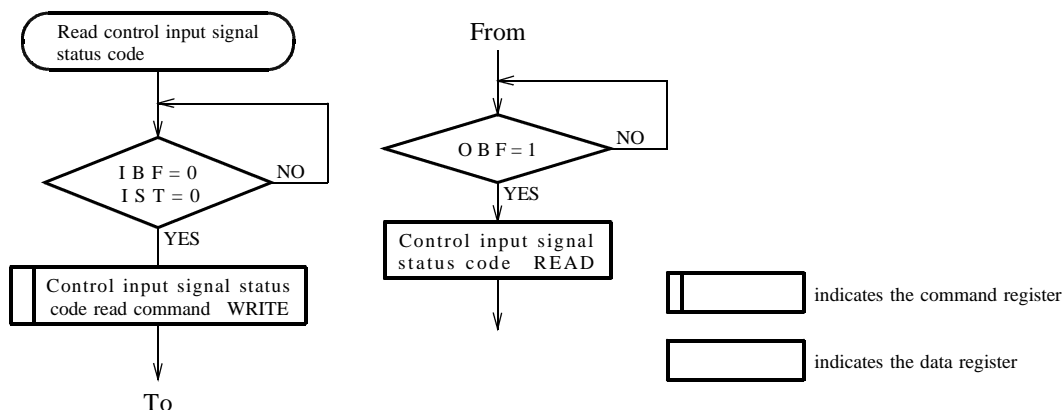 Read control input signal
status code
I B F = 0
I S T = 0
NO
YES
Control input signal status
code read command WRITE
To
From
O B F = 1
NO
YES
Control input signal
status code READ
indicates the command register
indicates the data register